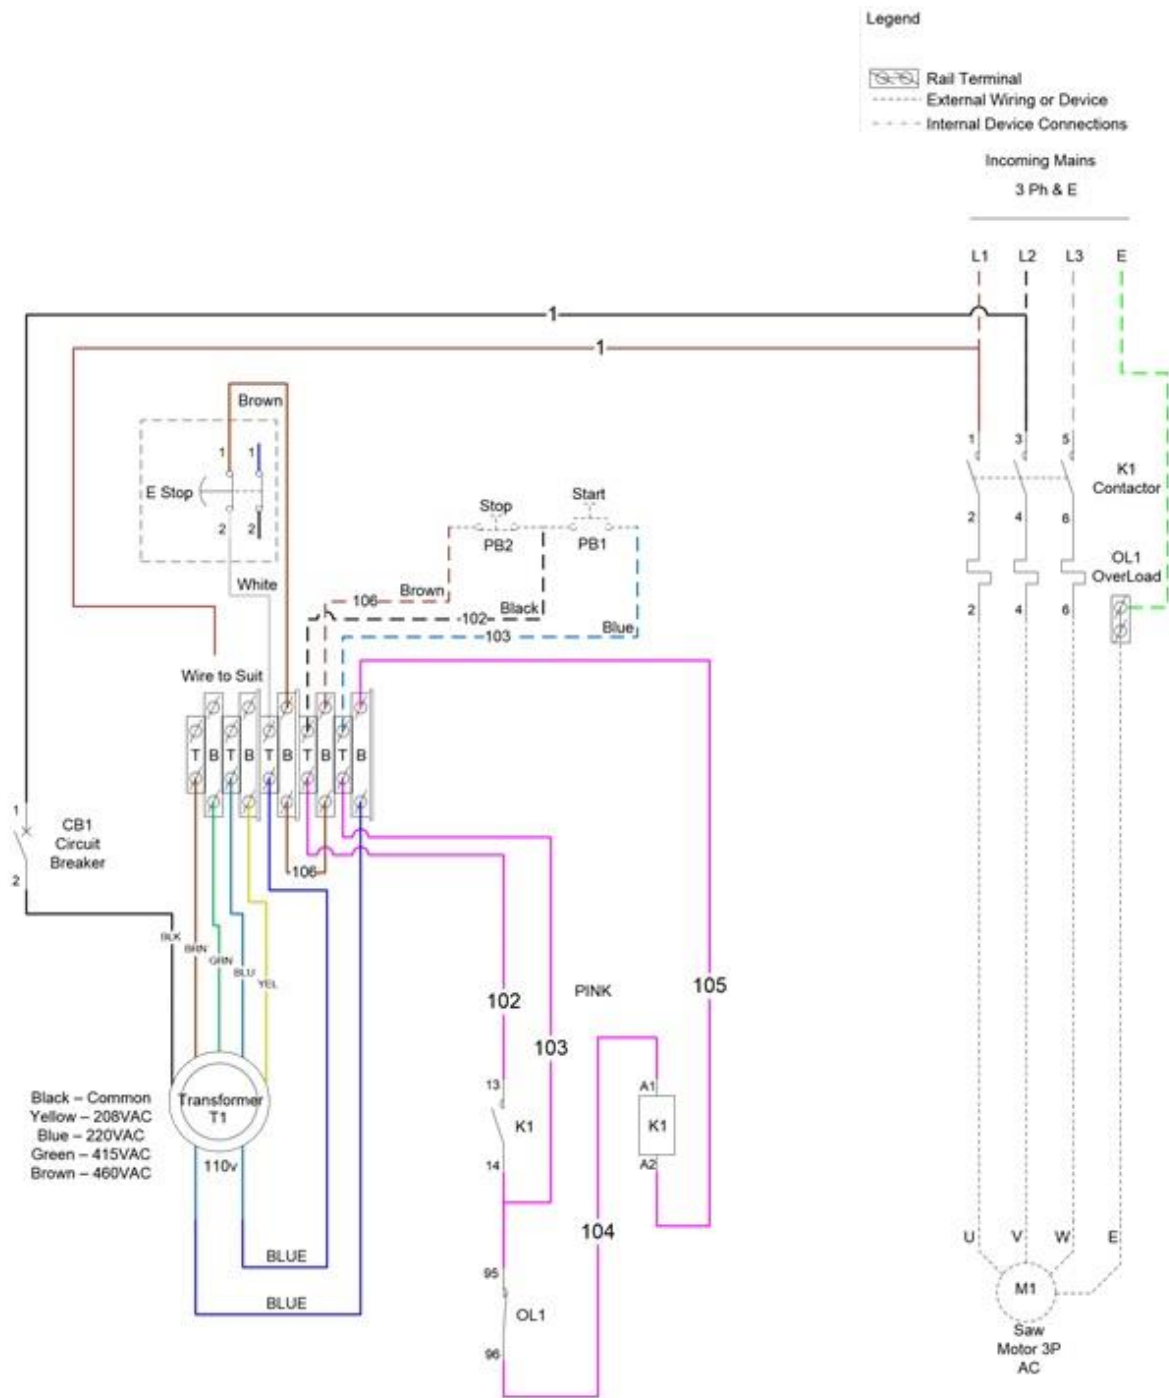 Legend
Rail Terminal
External Wiring or Device
Internal Device Connections
Incoming Mains
3 Ph & E
L1 L2 L3 E
1
1
Brown
1 1
E Stop
2 2
White
Stop
PB2
Start
PB1
Brown
106
Black
102
Blue
103
1 3 5
K1
Contactor
2 4 6
OL1
OverLoad
2 4 6
Wire to Suit
T B T B T B T B T B
1
CB1
Circuit
Breaker
2
106
BLK
BRN
GRN
BLU
YEL
102
PINK
105
103
13
K1
14
A1
K1
A2
Black – Common
Yellow – 208VAC
Blue – 220VAC
Green – 415VAC
Brown – 460VAC
Transformer
T1
110v
104
BLUE
BLUE
95
OL1
96
U V W E
M1
Saw
Motor 3P
AC